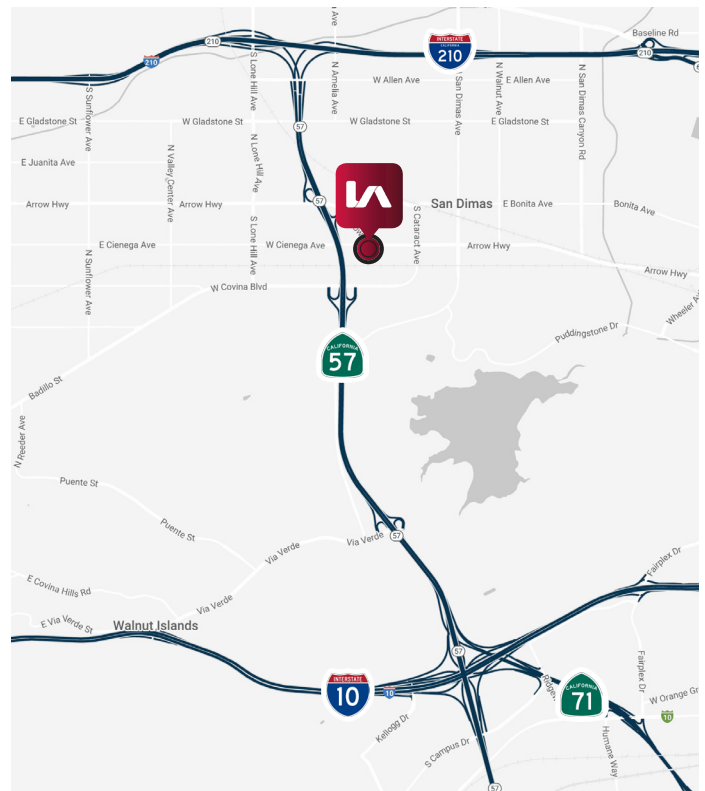 Baseline Rd
210
210
INTERSTATE
CALIFORNIA
210
210
S Lone Hill Ave
N Amelia Ave
W Allen Ave
San Dimas Ave
N Walnut Ave
E Allen Ave
N San Dimas Canyon Rd
S Sunflower Ave
E Gladstone St
W Gladstone St
57
W Gladstone St
E Gladstone St
E Juanita Ave
N Valley Center Ave
N Lone Hill Ave
Arrow Hwy
Arrow Hwy
57
LA
San Dimas
E Bonita Ave
Bonita Ave
S Cataract Ave
E Cienega Ave
S Lone Hill Ave
W Cienega Ave
Arrow Hwy
N Sunflower Ave
Arrow Hwy
W Covina Blvd
Wheeler
Puddingstone Dr
CALIFORNIA
57
Badillo St
N Reeder Ave
Puente St
Puente St
Via Verde
Via Verde
57
Fairplex Dr
E Covina Hills Rd
Via Verde
E Via Verde St
Walnut Islands
57
Fairplex Dr
INTERSTATE
10
10
CALIFORNIA
71
W Orange Gr
10
Kellogg Dr
S Campus Dr
Humane Way
57